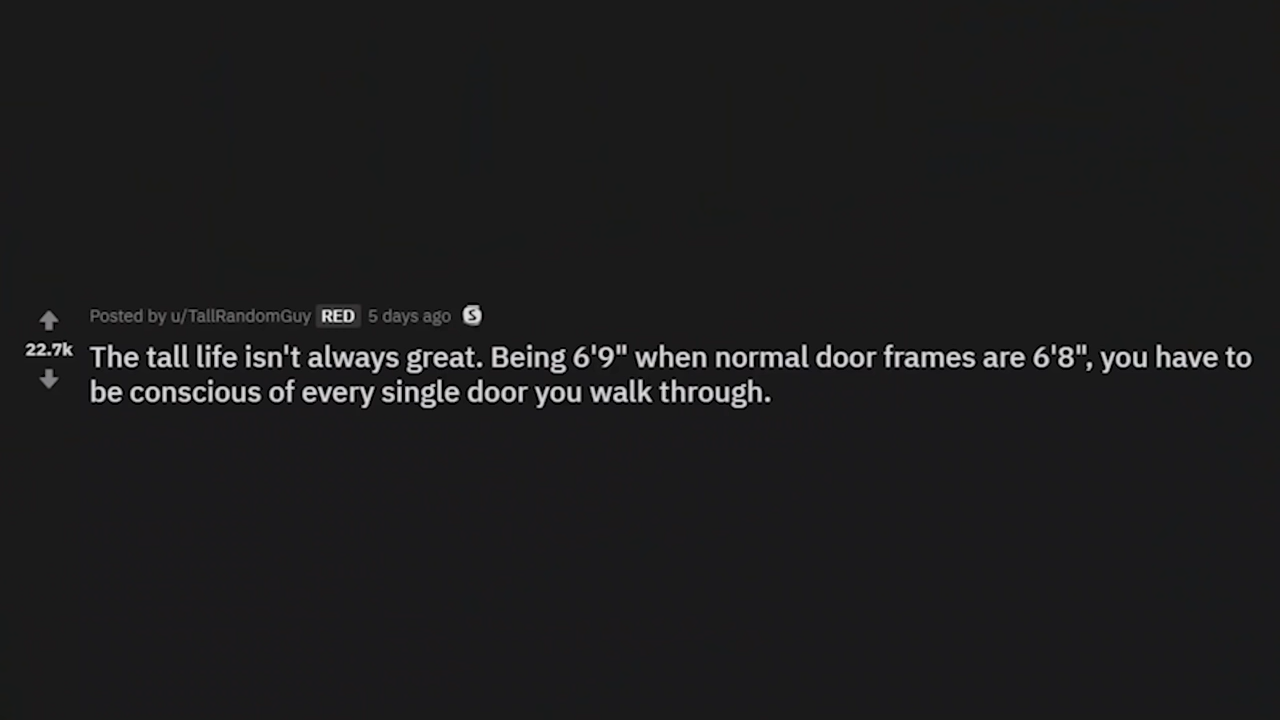 Posted by u/TallRandomGuy RED 5 days ago
22.7k
The tall life isn't always great. Being 6'9" when normal door frames are 6'8", you have to
be conscious of every single door you walk through.